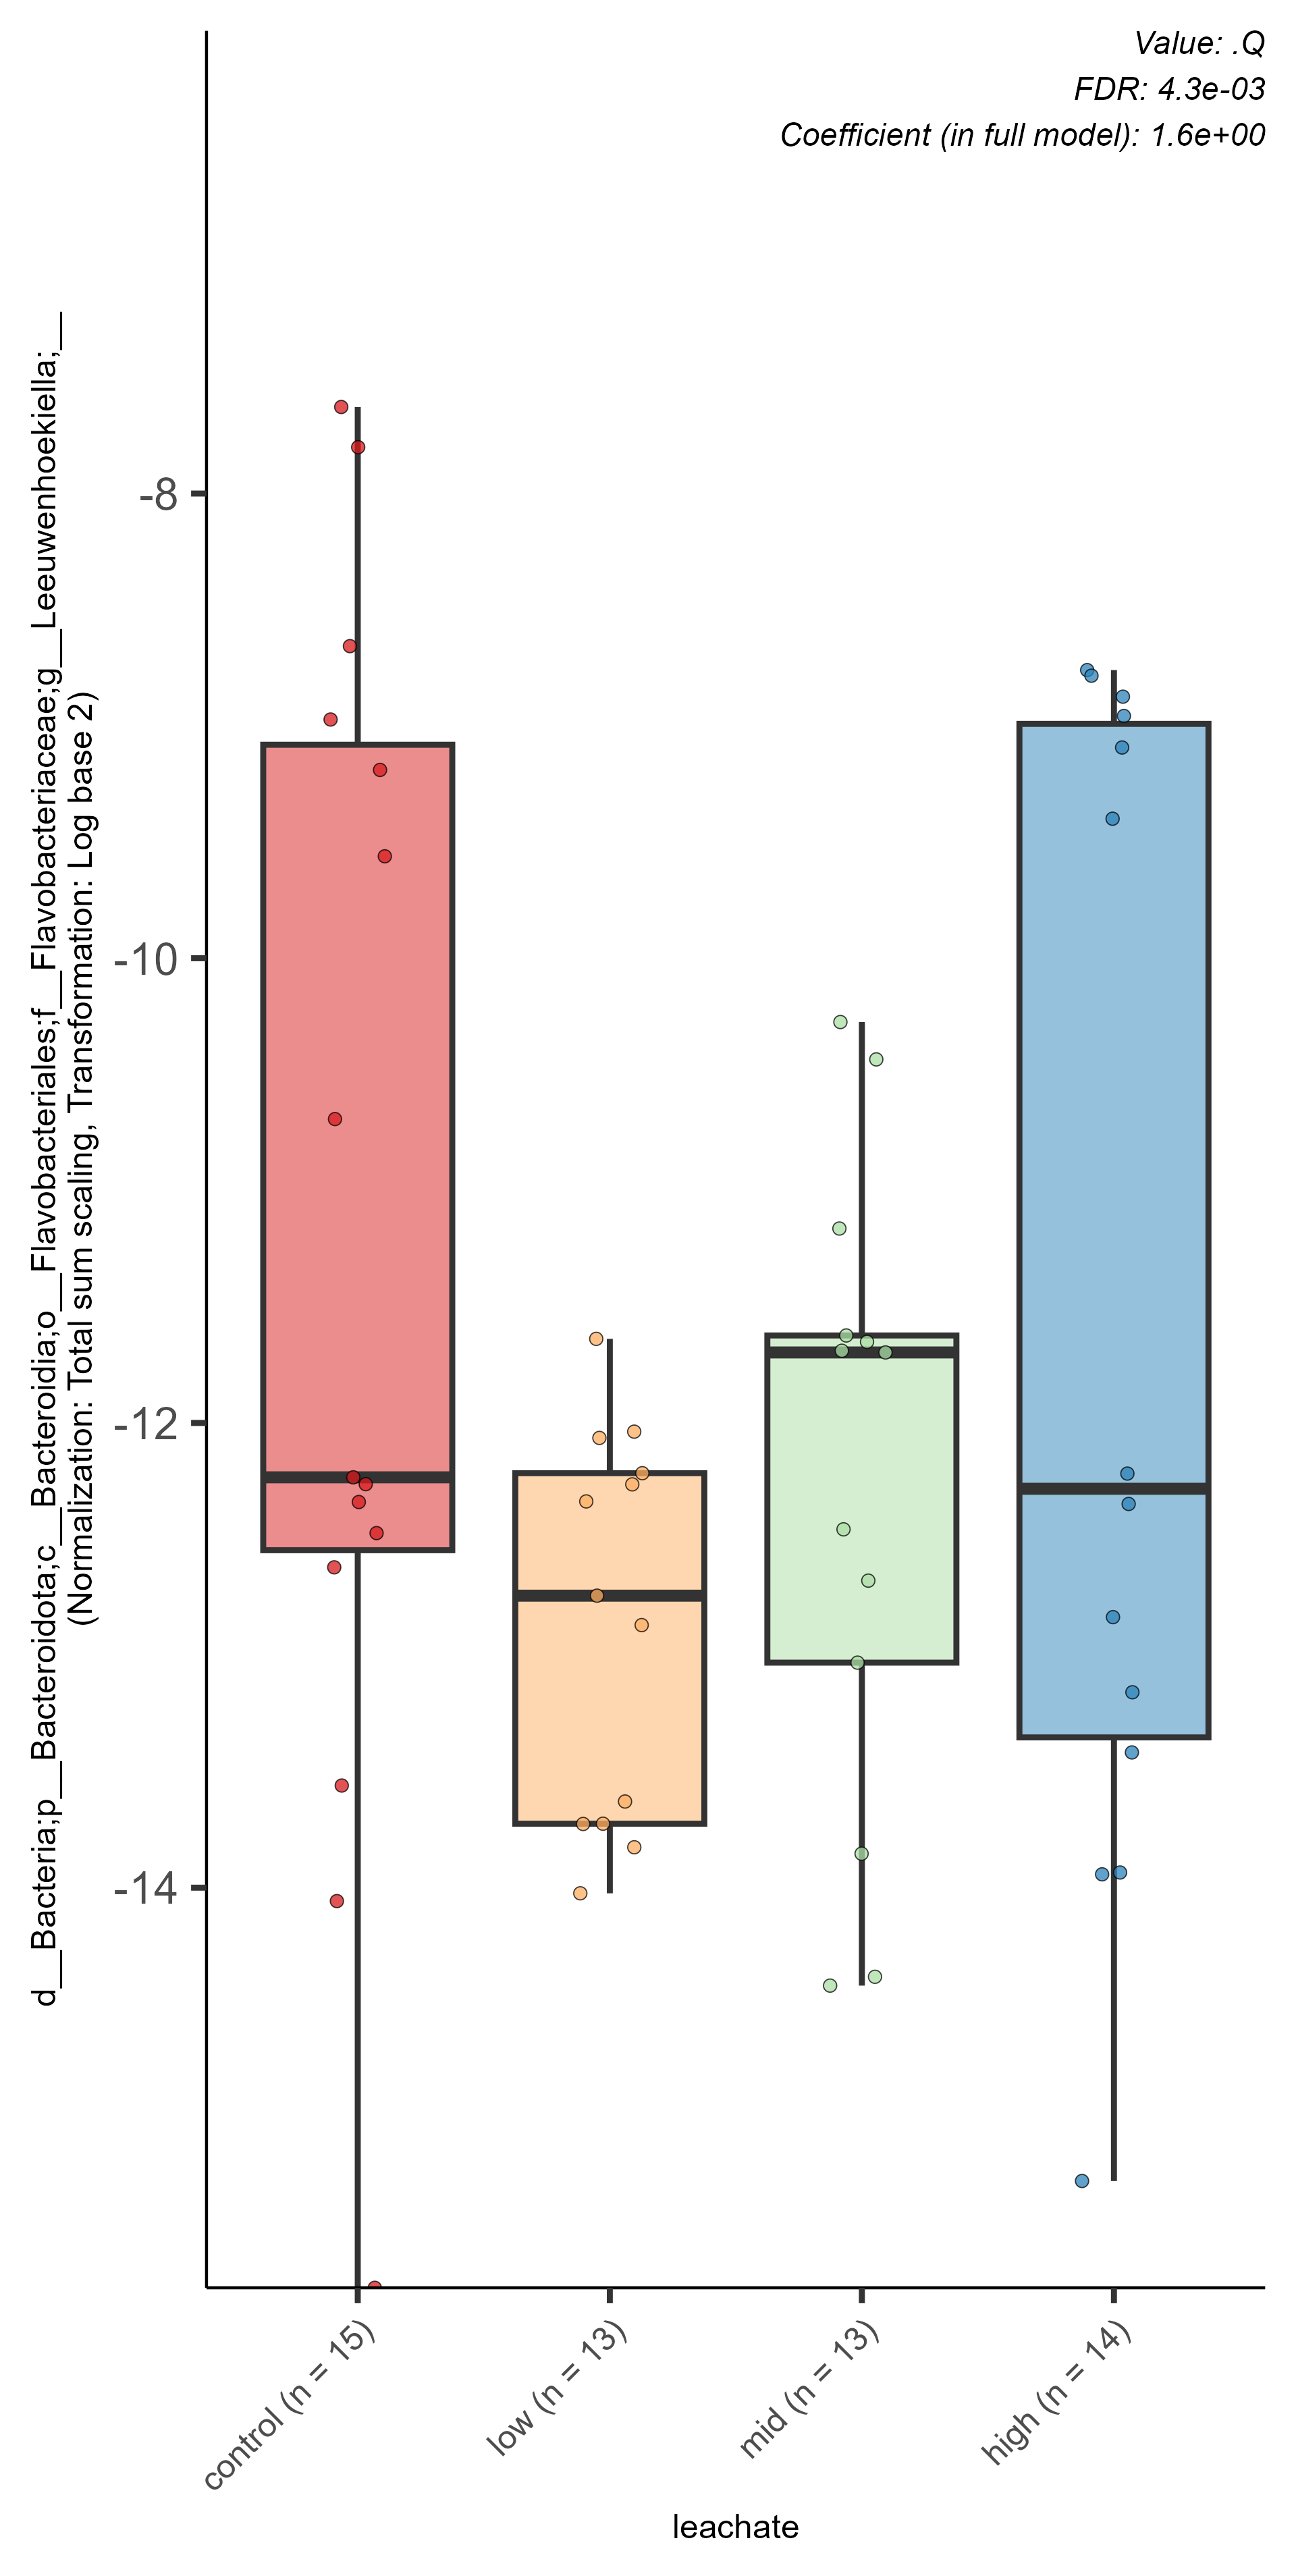 Value: .Q
FDR: 4.3e-03
Coefficient (in full model): 1.6e+00
d__Bacteria;p__Bacteroidota;c__Bacteroidia;o__Flavobacteriales;f__Flavobacteriaceae;g__Leeuwenhoekiella;__
(Normalization: Total sum scaling, Transformation: Log base 2)
-8
-10
-12
-14
control (n = 15)
low (n = 13)
mid (n = 13)
high (n = 14)
leachate